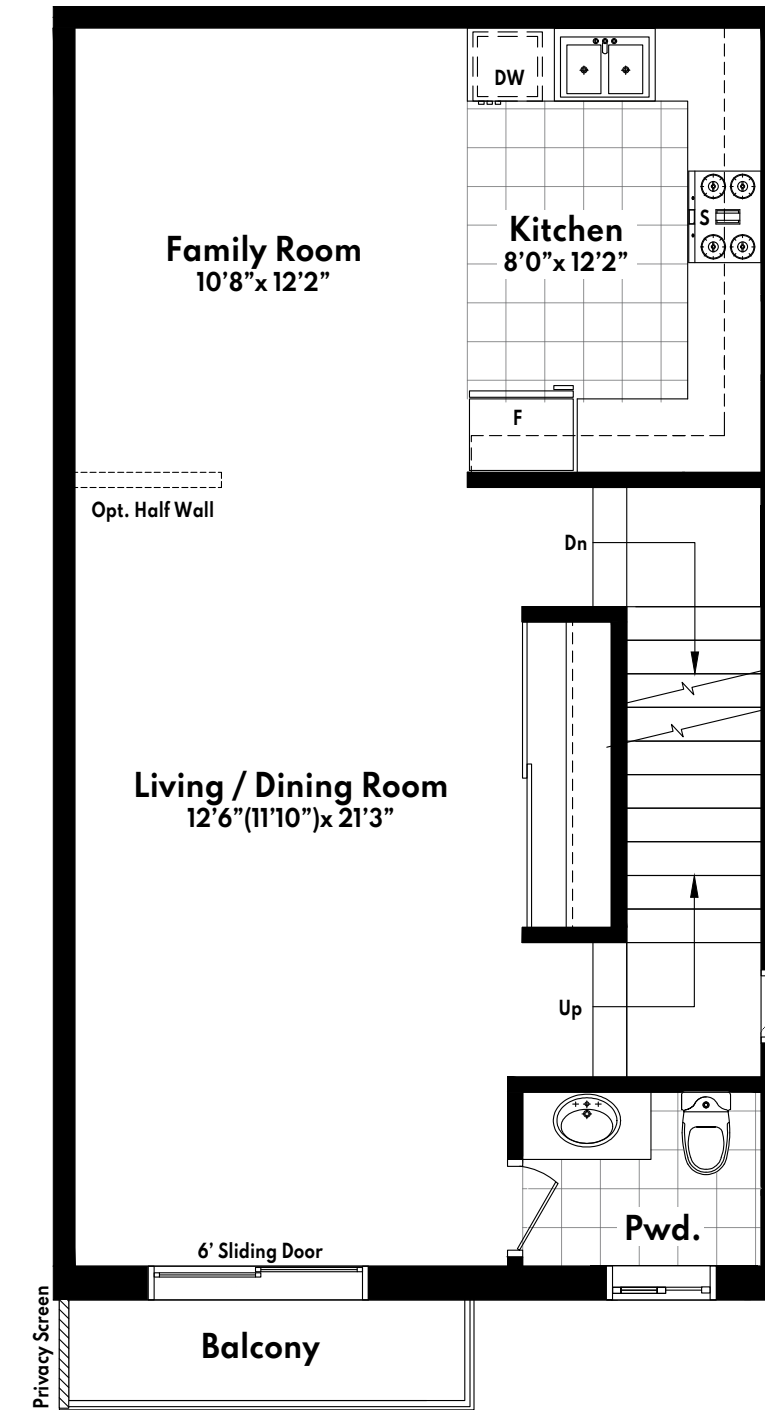 DW
Kitchen
8’0”x 12’2”
S
Family Room
10’8”x 12’2”
F
Opt. Half Wall
Dn
Living / Dining Room
12’6”(11’10”)x 21’3”
Up
Pwd.
6’ Sliding Door
Balcony
Privacy Screen